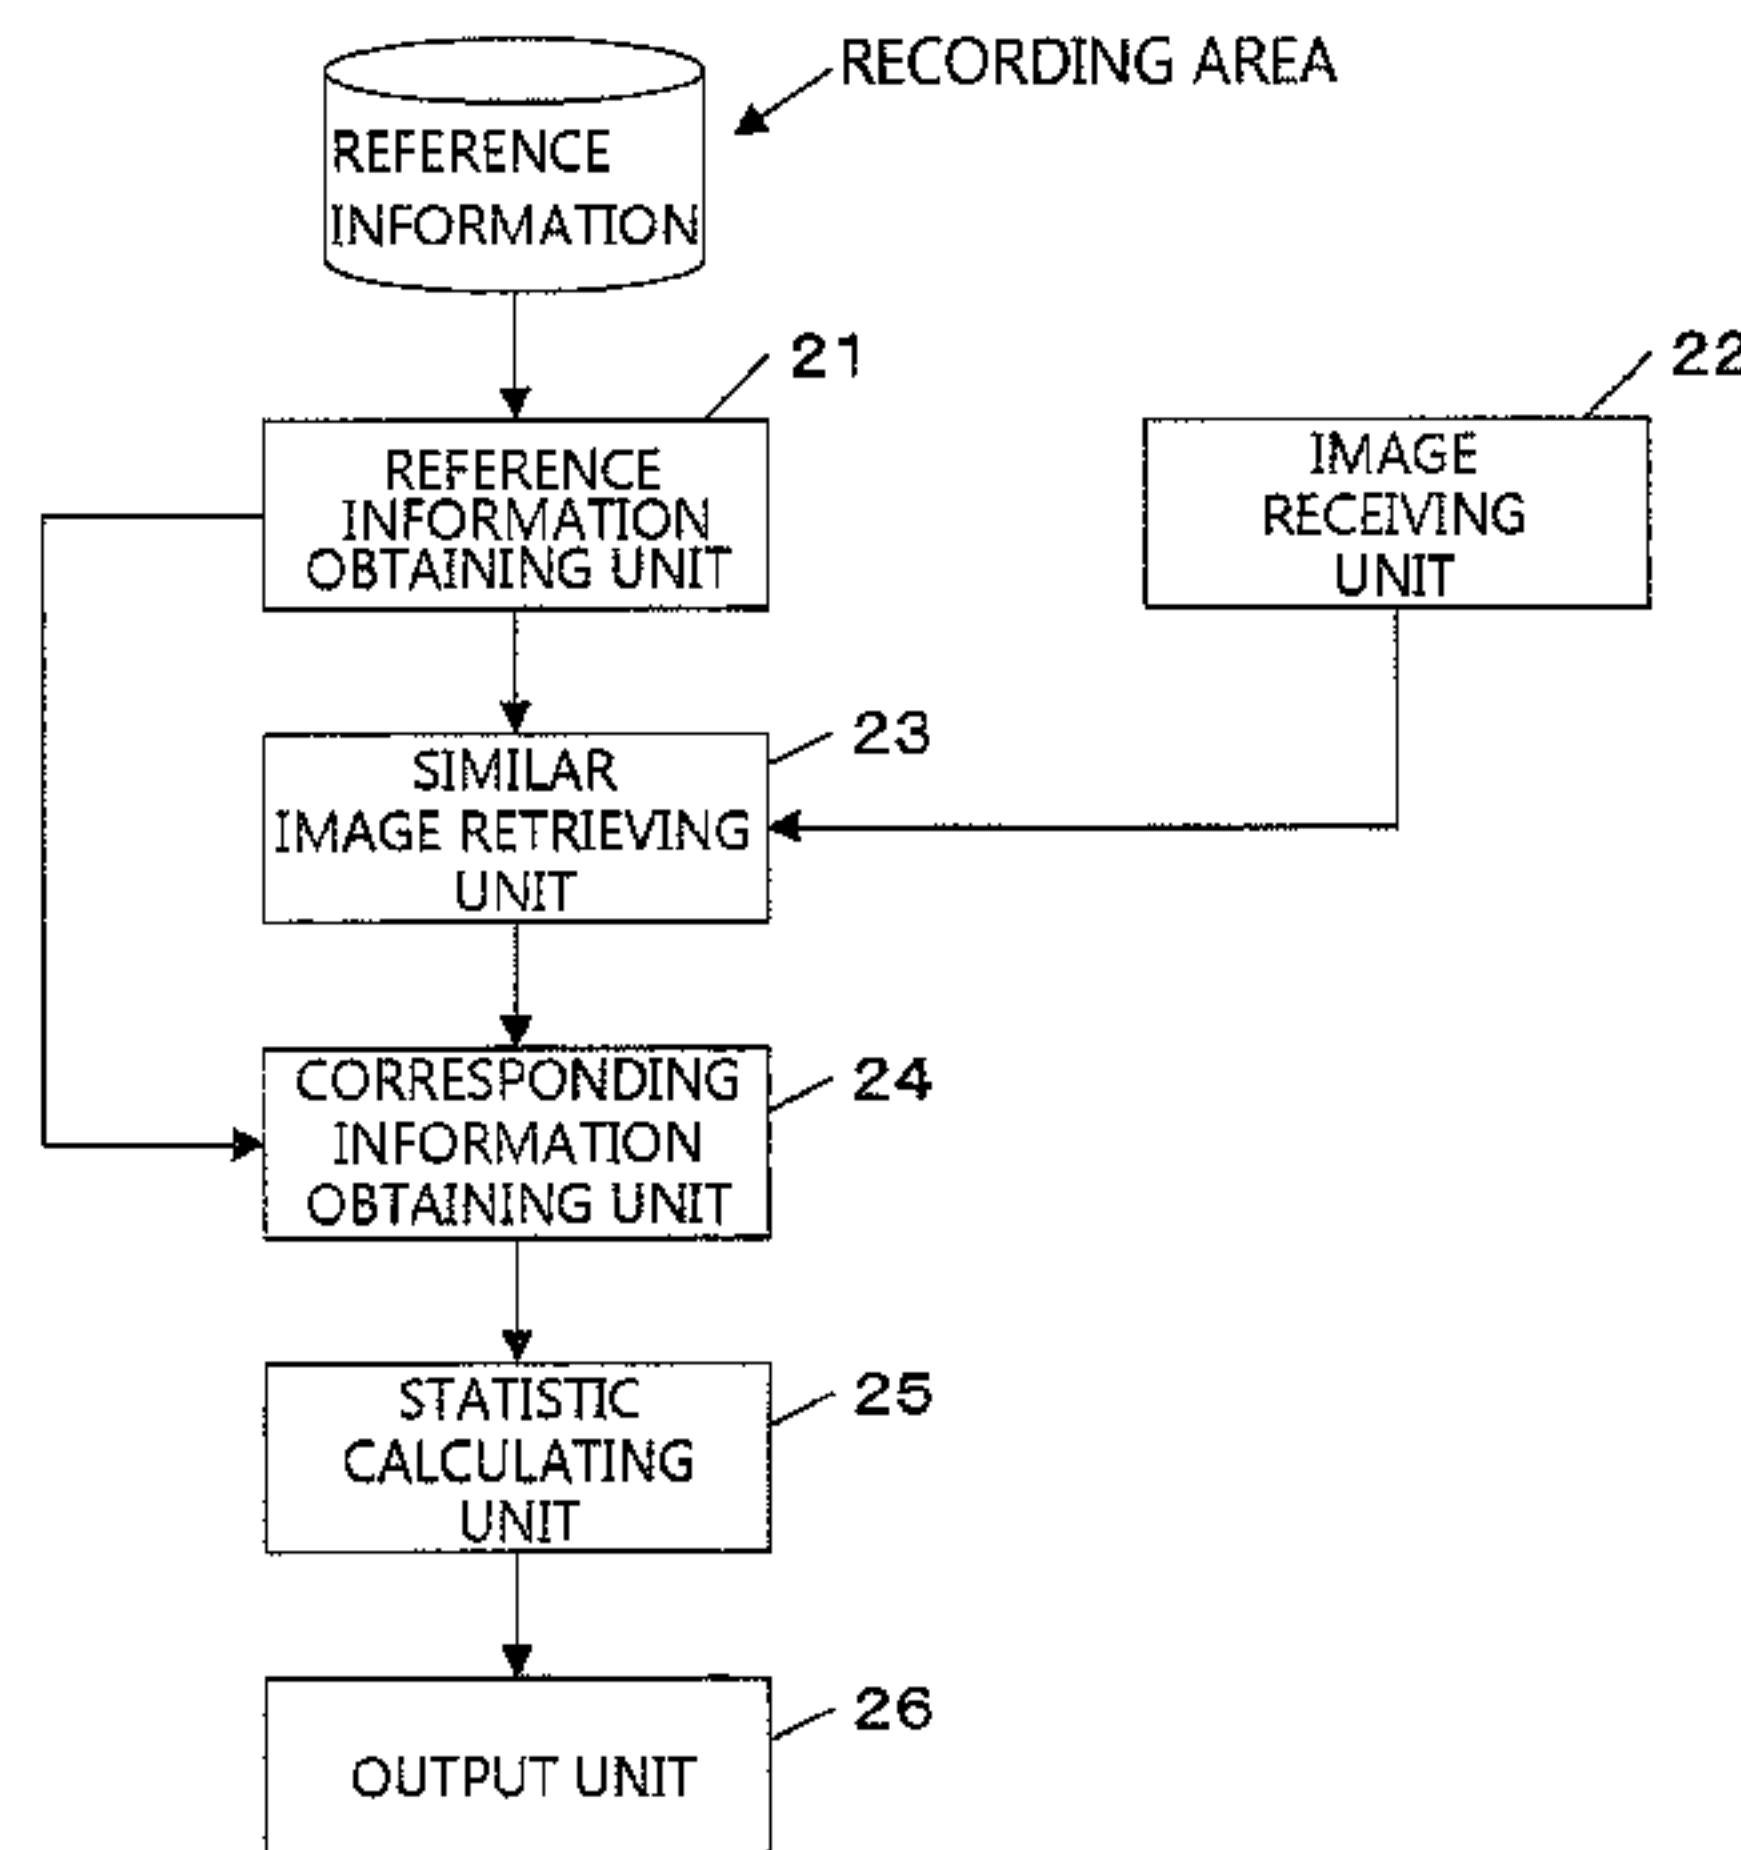 RECORDING AREA
REFERENCE
INFORMATION
21
22
REFERENCE
INFORMATION
OBTAINING UNIT
IMAGE
RECEIVING
UNIT
23
SIMILAR
IMAGE RETRIEVING
UNIT
24
CORRESPONDING
INFORMATION
OBTAINING UNIT
25
STATISTIC
CALCULATING
UNIT
26
OUTPUT UNIT